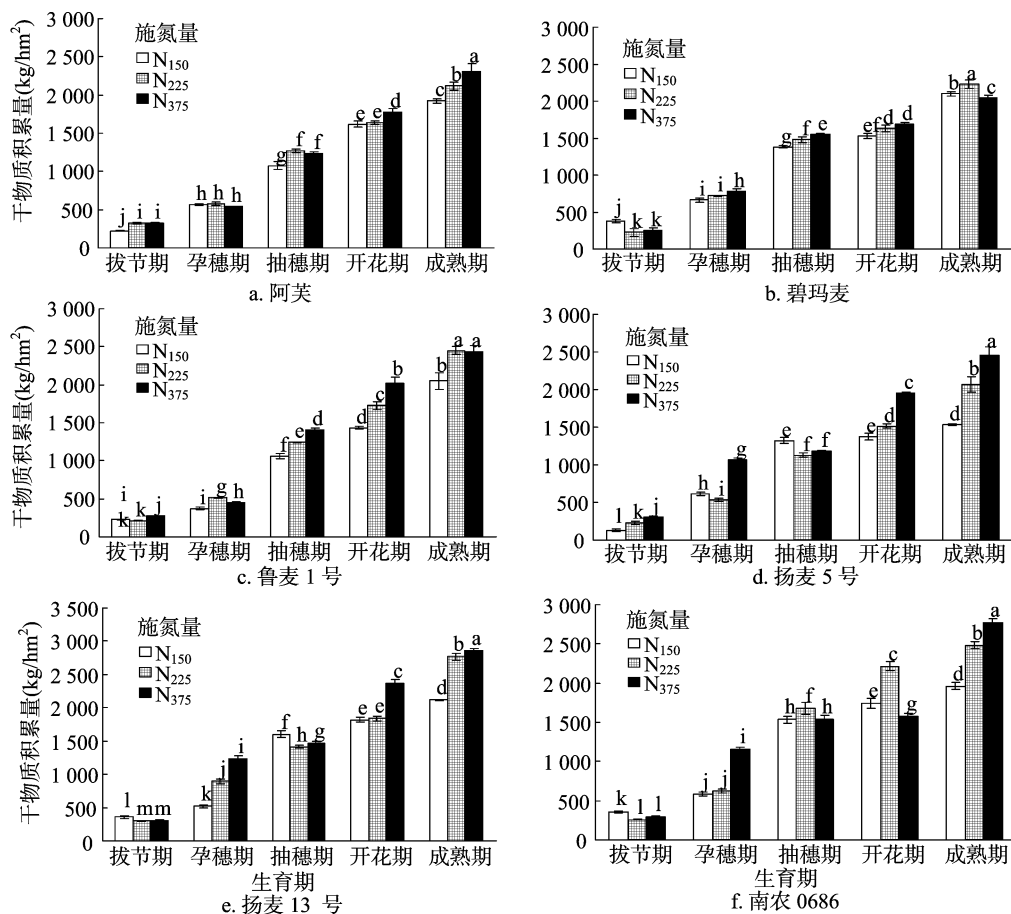 干物质积累量(kg/hm²)
3 000
2 500
2 000
1 500
1 000
500
0
施氮量
N₁₅₀
N₂₂₅
N₃₇₅
j i i h h h g f f e e d c b a
拔节期 孕穗期 抽穗期 开花期 成熟期
a. 阿芙
3 000
2 500
2 000
1 500
1 000
500
0
施氮量
N₁₅₀
N₂₂₅
N₃₇₅
j k k i i h g f e ef d d b a c
拔节期 孕穗期 抽穗期 开花期 成熟期
b. 碧玛麦
干物质积累量(kg/hm²)
3 000
2 500
2 000
1 500
1 000
500
0
施氮量
N₁₅₀
N₂₂₅
N₃₇₅
i
k k j i g h f e d d c b b a a
拔节期 孕穗期 抽穗期 开花期 成熟期
c. 鲁麦 1 号
3 000
2 500
2 000
1 500
1 000
500
0
施氮量
N₁₅₀
N₂₂₅
N₃₇₅
l k j h i g e f f e d c d b a
拔节期 孕穗期 抽穗期 开花期 成熟期
d. 扬麦 5 号
干物质积累量(kg/hm²)
3 500
3 000
2 500
2 000
1 500
1 000
500
0
施氮量
N₁₅₀
N₂₂₅
N₃₇₅
l m m k j i f h g e e c d b a
拔节期 孕穗期 抽穗期 开花期 成熟期
生育期
e. 扬麦 13 号
3 000
2 500
2 000
1 500
1 000
500
0
施氮量
N₁₅₀
N₂₂₅
N₃₇₅
k l l j j i h f h e c g d b a
拔节期 孕穗期 抽穗期 开花期 成熟期
生育期
f. 南农 0686